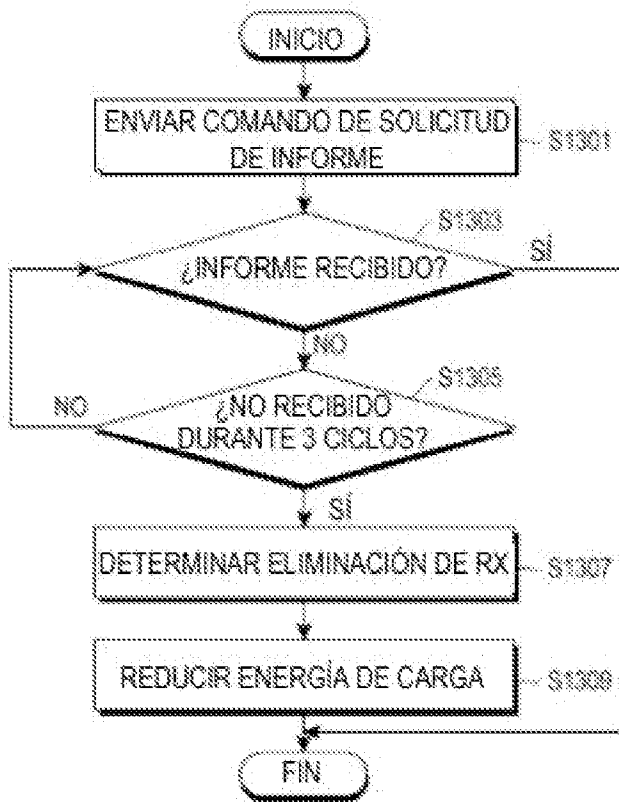 INICIO
ENVIAR COMANDO DE SOLICITUD
DE INFORME
S1301
S1303
¿INFORME RECIBIDO?
SÍ
NO
S1305
NO
¿NO RECIBIDO
DURANTE 3 CICLOS?
SÍ
DETERMINAR ELIMINACIÓN DE RX
S1307
REDUCIR ENERGÍA DE CARGA
S1309
FIN